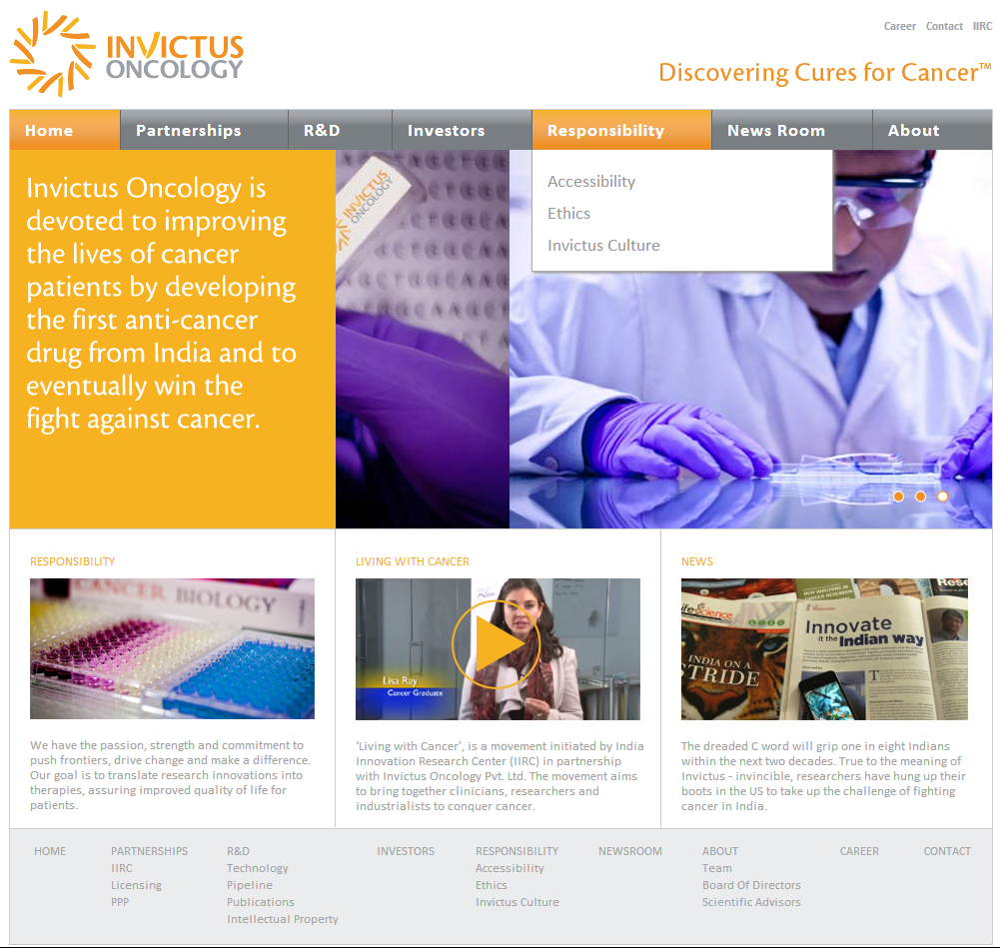 Career Contact IIRC
INVICTUS
ONCOLOGY
Discovering Cures for Cancer™
Home Partnerships R&D Investors Responsibility News Room About
Accessibility
Ethics
Invictus Culture
Invictus Oncology is
devoted to improving
the lives of cancer
patients by developing
the first anti-cancer
drug from India and to
eventually win the
fight against cancer.
INVICTUS
ONCOLOGY
RESPONSIBILITY
CANCER BIOLOGY
We have the passion, strength and commitment to
push frontiers, drive change and make a difference.
Our goal is to translate research innovations into
therapies, assuring improved quality of life for
patients.
LIVING WITH CANCER
Lisa Ray
Cancer Graduate
‘Living with Cancer’, is a movement initiated by India
Innovation Research Center (IIRC) in partnership
with Invictus Oncology Pvt. Ltd. The movement aims
to bring together clinicians, researchers and
industrialists to conquer cancer.
NEWS
Innovate
it the Indian way
INDIA ON A
STRIDE
The dreaded C word will grip one in eight Indians
within the next two decades. True to the meaning of
Invictus - invincible, researchers have hung up their
boots in the US to take up the challenge of fighting
cancer in India.
HOME
PARTNERSHIPS
IIRC
Licensing
PPP
R&D
Technology
Pipeline
Publications
Intellectual Property
INVESTORS
RESPONSIBILITY
Accessibility
Ethics
Invictus Culture
NEWSROOM
ABOUT
Team
Board Of Directors
Scientific Advisors
CAREER
CONTACT